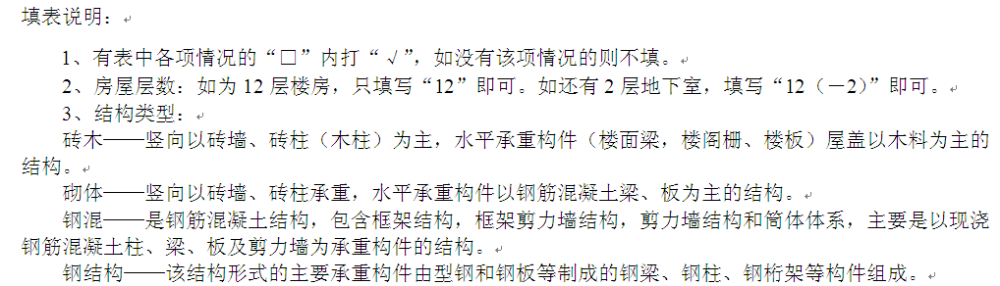 填表说明：
1、有表中各项情况的“□”内打“√”，如没有该项情况的则不填。
2、房屋层数：如为12层楼房，只填写“12”即可。如还有2层地下室，填写“12（－2）”即可。
3、结构类型：
砖木——竖向以砖墙、砖柱（木柱）为主，水平承重构件（楼面梁，楼阁栅、楼板）屋盖以木料为主的
结构。
砌体——竖向以砖墙、砖柱承重，水平承重构件以钢筋混凝土梁、板为主的结构。
钢混——是钢筋混凝土结构，包含框架结构，框架剪力墙结构，剪力墙结构和筒体体系，主要是以现浇
钢筋混凝土柱、梁、板及剪力墙为承重构件的结构。
钢结构——该结构形式的主要承重构件由型钢和钢板等制成的钢梁、钢柱、钢桁架等构件组成。